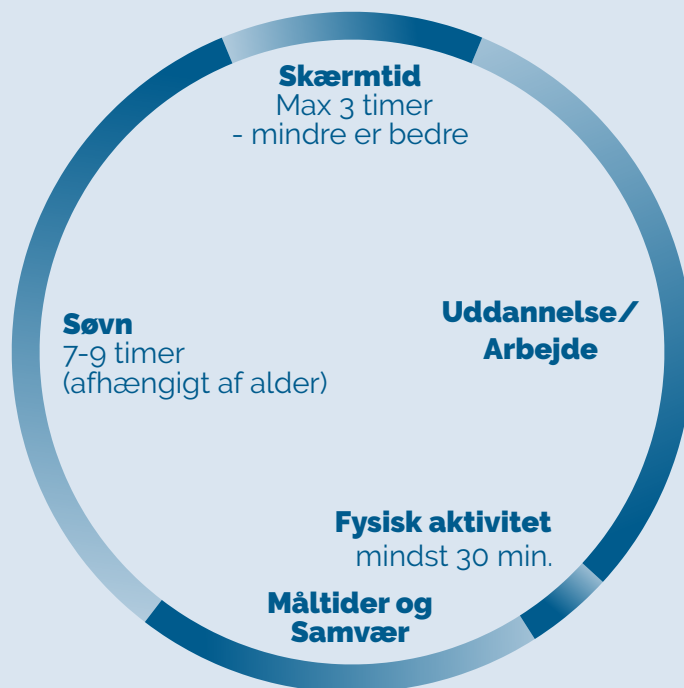 Skærmtid
Max 3 timer
- mindre er bedre
Uddannelse/
Arbejde
Søvn
7-9 timer
(afhængigt af alder)
Fysisk aktivitet
mindst 30 min.
Måltider og
Samvær